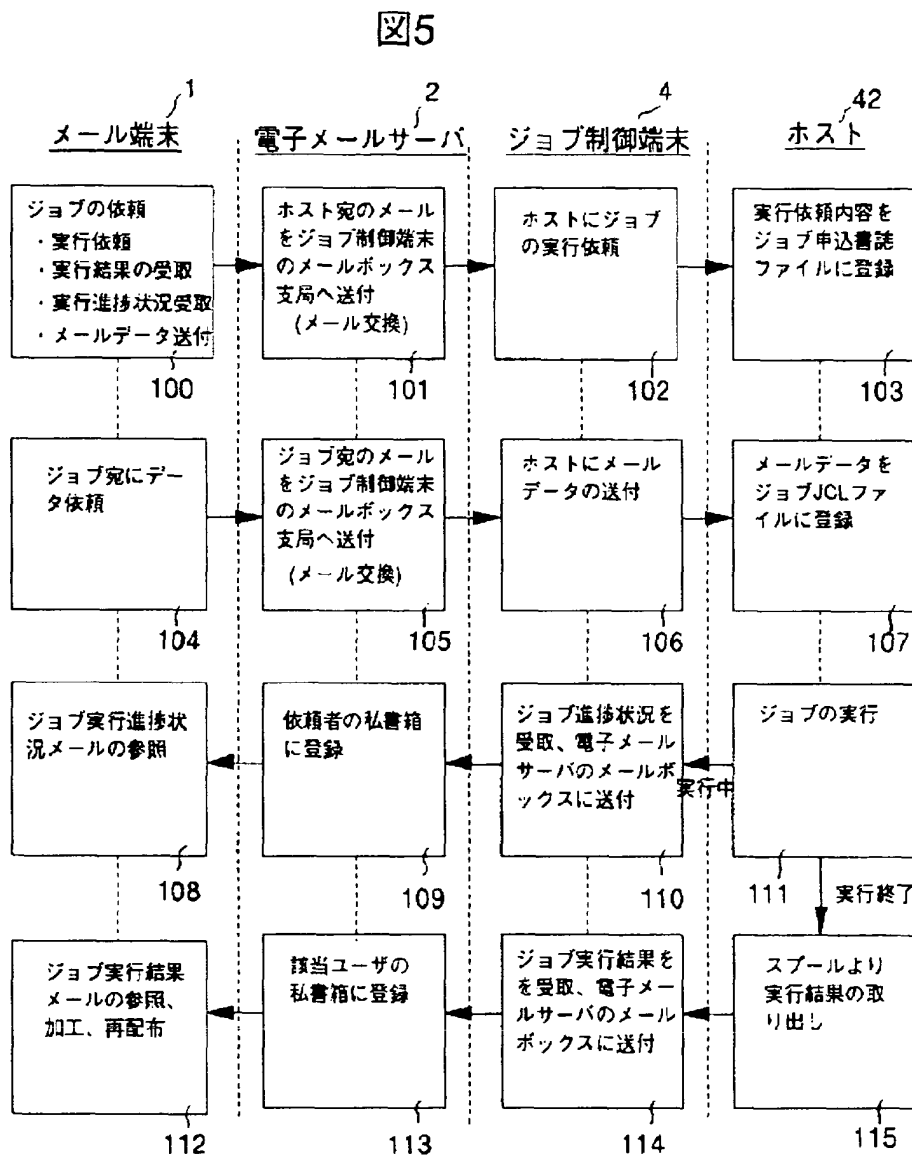 図5
1
2
4
42
メール端末
電子メールサーバ
ジョブ制御端末
ホスト
ジョブの依頼
・実行依頼
・実行結果の受取
・実行進捗状況受取
・メールデータ送付
100
ホスト宛のメール
をジョブ制御端末
のメールボックス
支局へ送付
(メール交換)
101
ホストにジョブ
の実行依頼
102
実行依頼内容を
ジョブ申込書誌
ファイルに登録
103
ジョブ宛にデー
タ依頼
104
ジョブ宛のメール
をジョブ制御端末
のメールボックス
支局へ送付
(メール交換)
105
ホストにメール
データの送付
106
メールデータを
ジョブJCLファ
イルに登録
107
ジョブ実行進捗状
況メールの参照
108
依頼者の私書箱
に登録
109
ジョブ進捗状況を
受取、電子メール
サーバのメールボ
ックスに送付
110
実行中
ジョブの実行
111
実行終了
ジョブ実行結果
メールの参照、
加工、再配布
112
該当ユーザの
私書箱に登録
113
ジョブ実行結果を
を受取、電子メー
ルサーバのメール
ボックスに送付
114
スプールより
実行結果の取
り出し
115